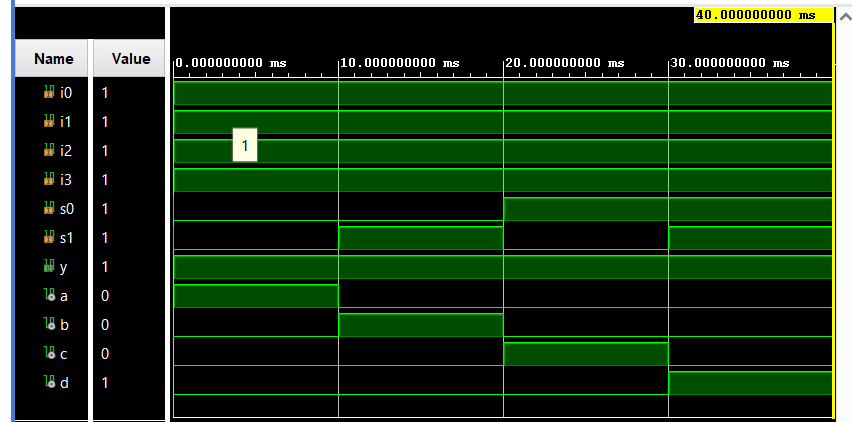 40.000000000 ms
Name Value
0.000000000 ms 10.000000000 ms 20.000000000 ms 30.000000000 ms
i0 1
i1 1
i2 1
1
i3 1
s0 1
s1 1
y 1
a 0
b 0
c 0
d 1